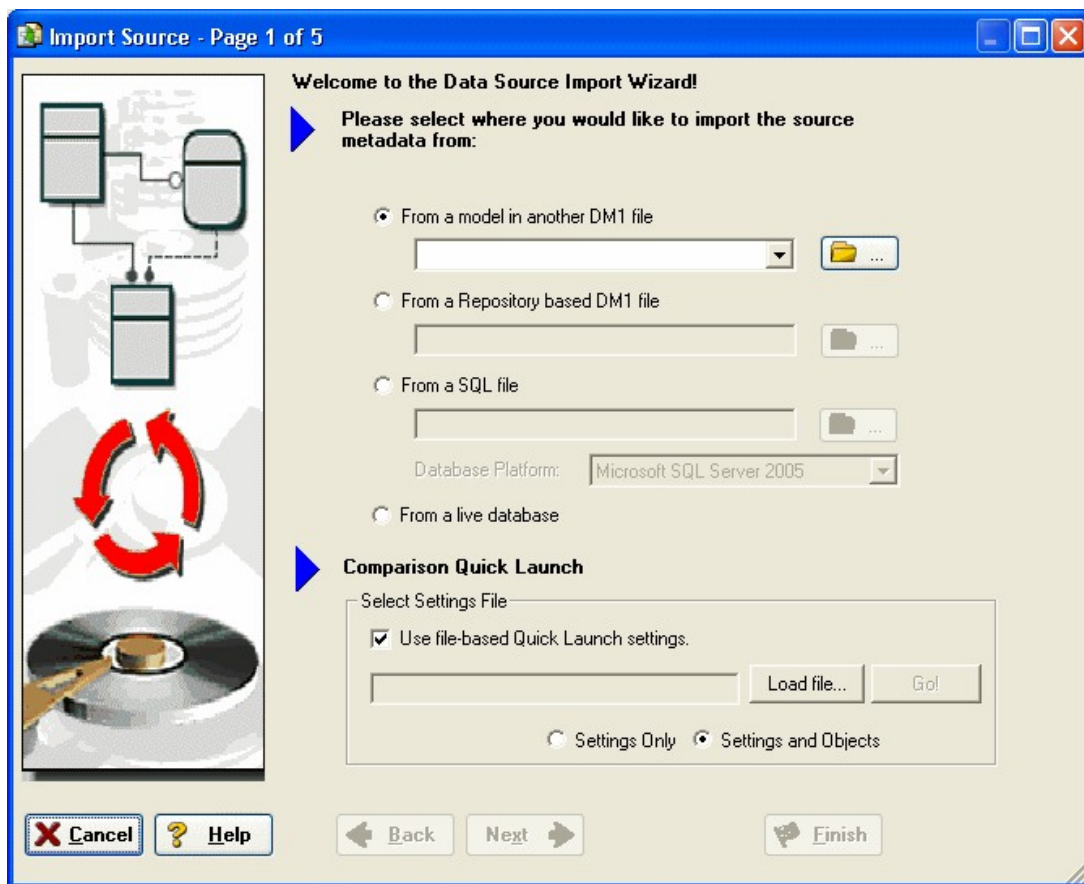 Import Source - Page 1 of 5
Welcome to the Data Source Import Wizard!
Please select where you would like to import the source
metadata from:
From a model in another DM1 file
...
From a Repository based DM1 file
...
From a SQL file
...
Database Platform: Microsoft SQL Server 2005
From a live database
Comparison Quick Launch
Select Settings File
Use file-based Quick Launch settings.
Load file... Go!
Settings Only Settings and Objects
Cancel Help Back Next Finish